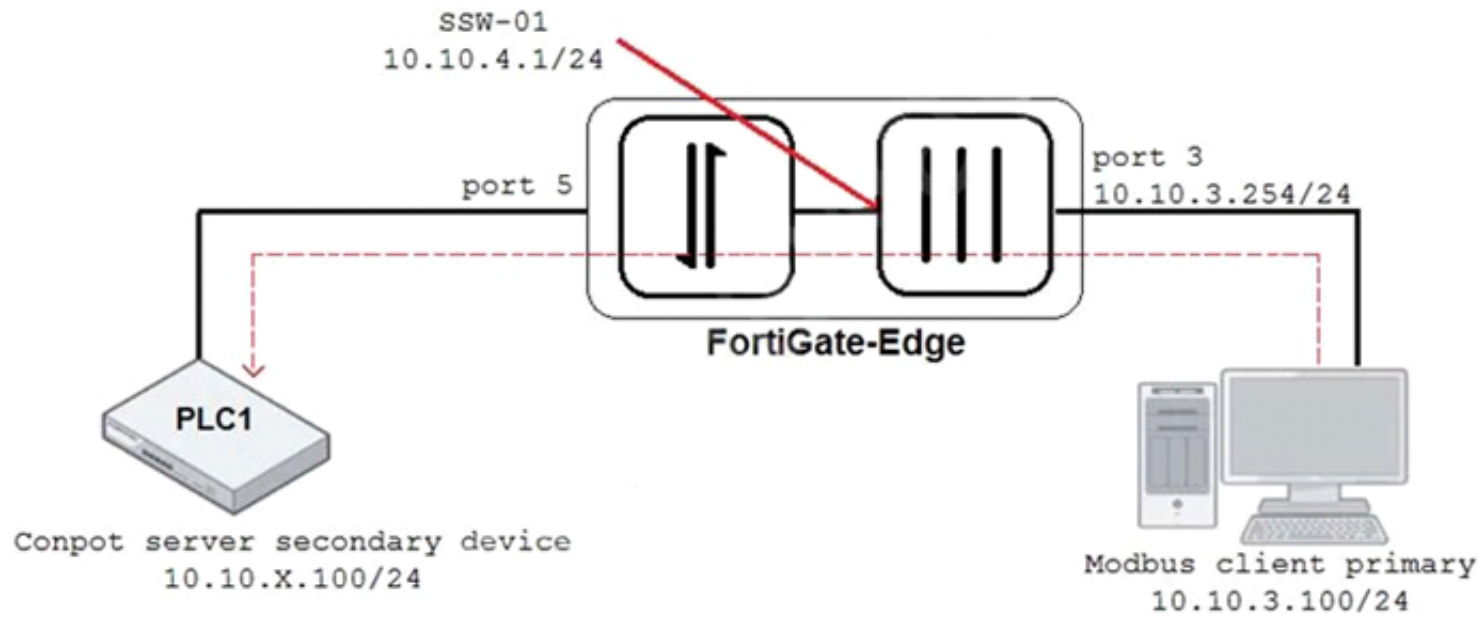 SSW-01
10.10.4.1/24
port 5
port 3
10.10.3.254/24
FortiGate-Edge
PLC1
Conpot server secondary device
10.10.X.100/24
Modbus client primary
10.10.3.100/24